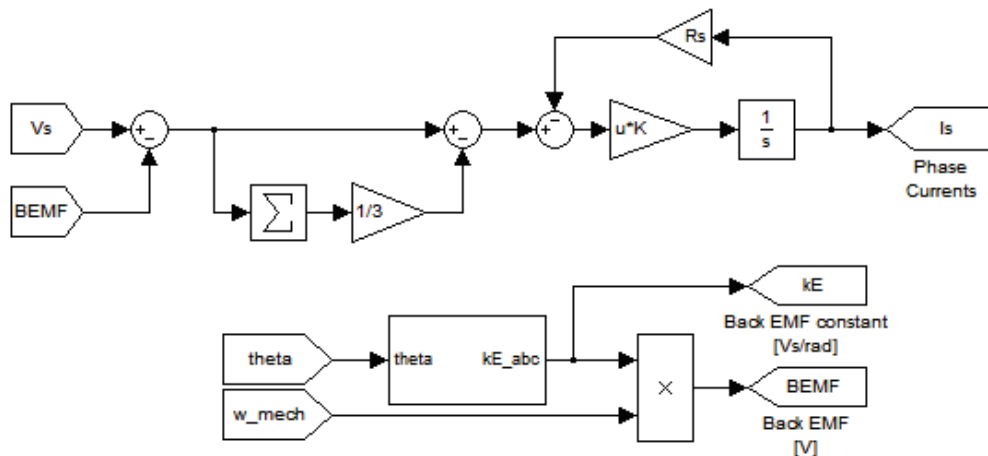 Rs
Vs
+
−
+
−
+
−
u*K
1
s
Is
Phase
Currents
BEMF
Σ
1/3
kE
Back EMF constant
[Vs/rad]
theta
theta
kE_abc
×
BEMF
w_mech
Back EMF
[V]